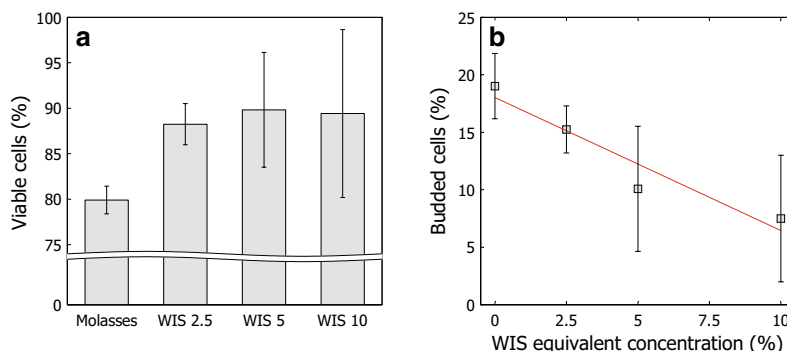 a
100
95
90
85
80
75
0
Viable cells (%)
Molasses WIS 2.5 WIS 5 WIS 10
b
25
20
15
10
5
0
Budded cells (%)
0 2.5 5 7.5 10
WIS equivalent concentration (%)